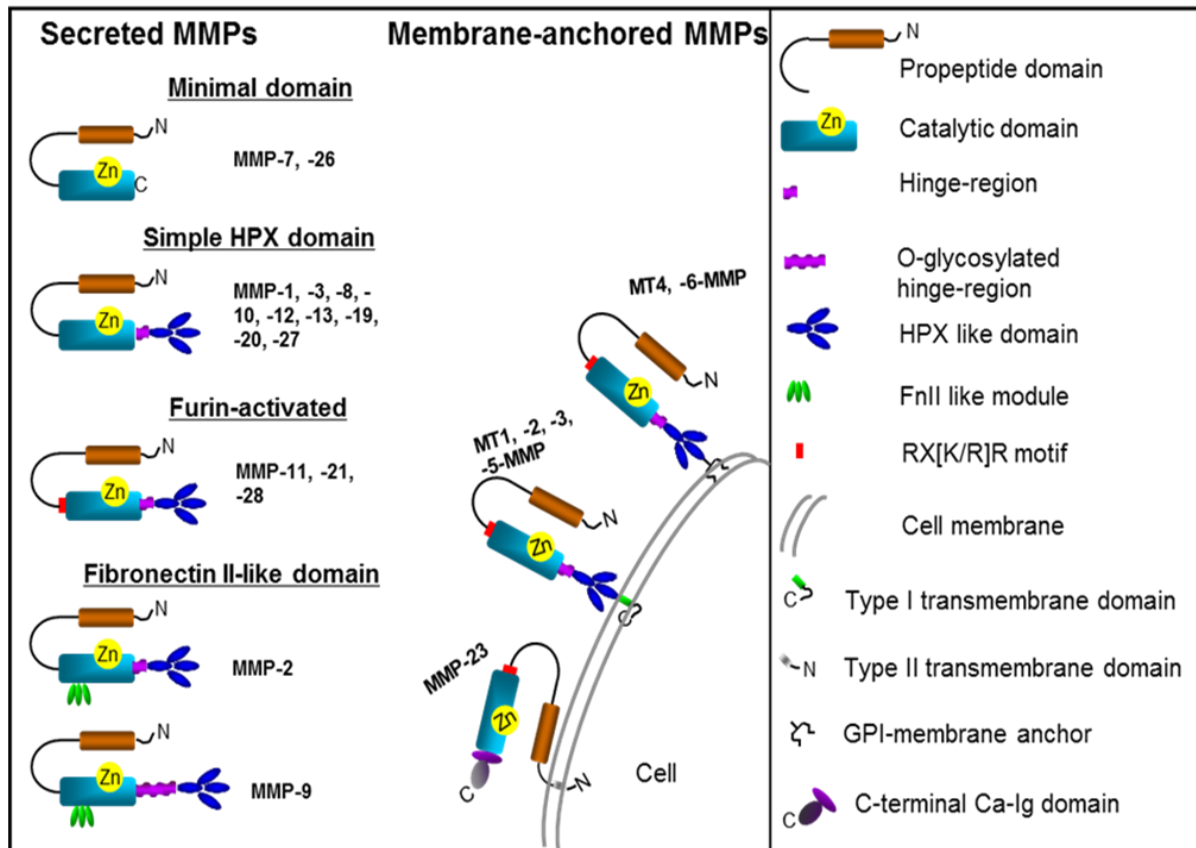 Secreted MMPs
Minimal domain
N
Zn
C
MMP-7, -26
Simple HPX domain
N
Zn
MMP-1, -3, -8, -
10, -12, -13, -19,
-20, -27
Furin-activated
N
Zn
MMP-11, -21,
-28
Fibronectin II-like domain
N
Zn
MMP-2
N
Zn
MMP-9
Membrane-anchored MMPs
MT4, -6-MMP
Zn
N
MT1, -2, -3,
-5-MMP
Zn
N
C
MMP-23
Zn
C
N
Cell
N
Propeptide domain
Zn
Catalytic domain
Hinge-region
O-glycosylated
hinge-region
HPX like domain
FnII like module
RX[K/R]R motif
Cell membrane
C
Type I transmembrane domain
N
Type II transmembrane domain
GPI-membrane anchor
C
C-terminal Ca-Ig domain